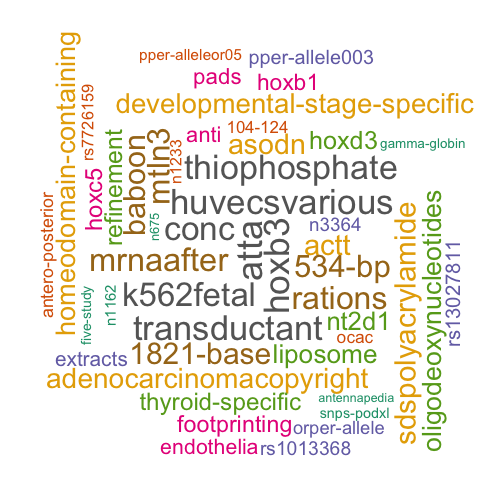 pper-alleleor05 pper-allele003
pads hoxb1
developmental-stage-specific
homeodomain-containing
rs7726159
refinement
baboon
mtln3
n1233
anti
104-124
asodn
hoxd3
gamma-globin
thiophosphate
hoxc5
huvecsvarious
antero-posterior
n675
conc
atta
hoxb3
n3364
actt
mrnaafter
534-bp
sdspolyacrylamide
oligodeoxynucleotides
rs13027811
five-study
n1162
k562fetal
rations
transductant
nt2d1
ocac
extracts
1821-base
liposome
adenocarcinomacopyright
antennapedia
thyroid-specific
snps-podxl
footprinting
orper-allele
endothelia
rs1013368